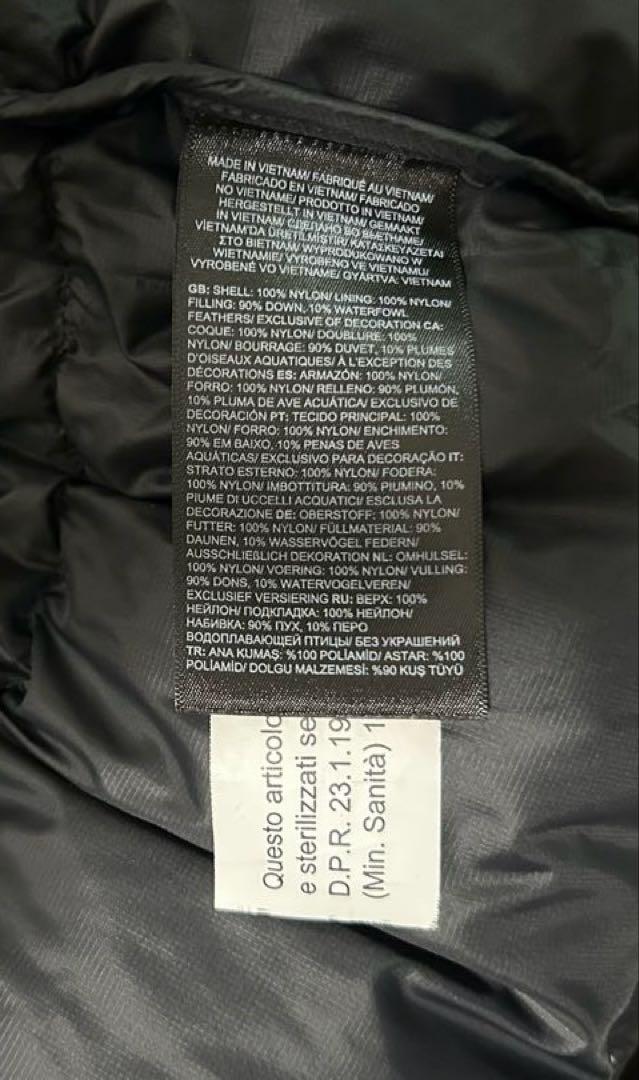 MADE IN VIETNAM/ FABRIQUÉ AU VIETNAM/
FABRICADO EN VIETNAM/ FABRICADO
NO VIETNAME/ PRODOTTO IN VIETNAM/
HERGESTELLT IN VIETNAM/ GEMAAKT
IN VIETNAM/ СДЕЛАНО ВО ВЬЕТНАМЕ/
VİETNAM'DA ÜRETİLMİŞTİR/ ΚΑΤΑΣΚΕΥΑΖΕΤΑΙ
ΣΤΟ ΒΙΕΤΝΑΜ/ WYPRODUKOWANO W
WIETNAMIE/ VYROBENO VE VIETNAMU/
VYROBENÉ VO VIETNAME/ GYÁRTVA: VIETNAM
GB: SHELL: 100% NYLON/ LINING: 100% NYLON/
FILLING: 90% DOWN, 10% WATERFOWL
FEATHERS/ EXCLUSIVE OF DECORATION CA:
COQUE: 100% NYLON/ DOUBLURE: 100%
NYLON/ BOURRAGE: 90% DUVET, 10% PLUMES
D'OISEAUX AQUATIQUES/ À L'EXCEPTION DES
DÉCORATIONS ES: ARMAZÓN: 100% NYLON/
FORRO: 100% NYLON/ RELLENO: 90% PLUMÓN,
10% PLUMA DE AVE ACUÁTICA/ EXCLUSIVO DE
DECORACIÓN PT: TECIDO PRINCIPAL: 100%
NYLON/ FORRO: 100% NYLON/ ENCHIMENTO:
90% EM BAIXO, 10% PENAS DE AVES
AQUÁTICAS/ EXCLUSIVO PARA DECORAÇÃO IT:
STRATO ESTERNO: 100% NYLON/ FODERA:
100% NYLON/ IMBOTTITURA: 90% PIUMINO, 10%
PIUME DI UCCELLI ACQUATICI/ ESCLUSA LA
DECORAZIONE DE: OBERSTOFF: 100% NYLON/
FUTTER: 100% NYLON/ FÜLLMATERIAL: 90%
DAUNEN, 10% WASSERVÖGEL FEDERN/
AUSSCHLIEßLICH DEKORATION NL: OMHULSEL:
100% NYLON/ VOERING: 100% NYLON/ VULLING:
90% DONS, 10% WATERVOGELVEREN/
EXCLUSIEF VERSIERING RU: ВЕРХ: 100%
НЕЙЛОН/ ПОДКЛАДКА: 100% НЕЙЛОН/
НАБИВКА: 90% ПУХ, 10% ПЕРО
ВОДОПЛАВАЮЩЕЙ ПТИЦЫ/ БЕЗ УКРАШЕНИЙ
TR: ANA KUMAŞ: %100 POLİAMİD/ ASTAR: %100
POLİAMİD/ DOLGU MALZEMESİ: %90 KUŞ TÜYÜ
Questo articolo
e sterilizzati se
D.P.R. 23.1.19
(Min. Sanità) 1